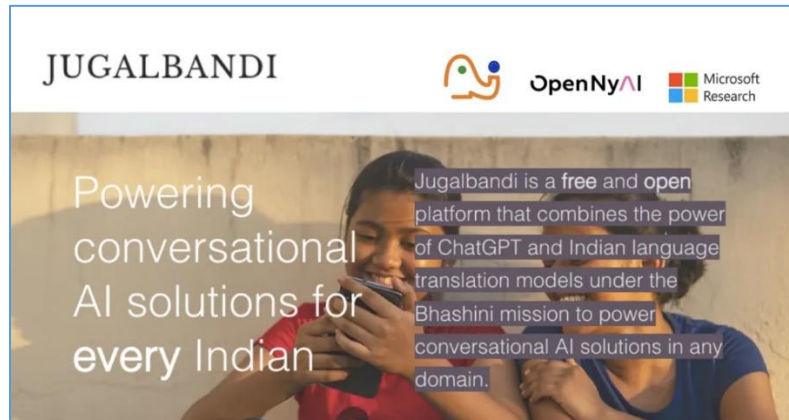 JUGALBANDI
OpenNyAI
Microsoft
Research
Powering
conversational
AI solutions for
every Indian
Jugalbandi is a free and open
platform that combines the power
of ChatGPT and Indian language
translation models under the
Bhashini mission to power
conversational AI solutions in any
domain.